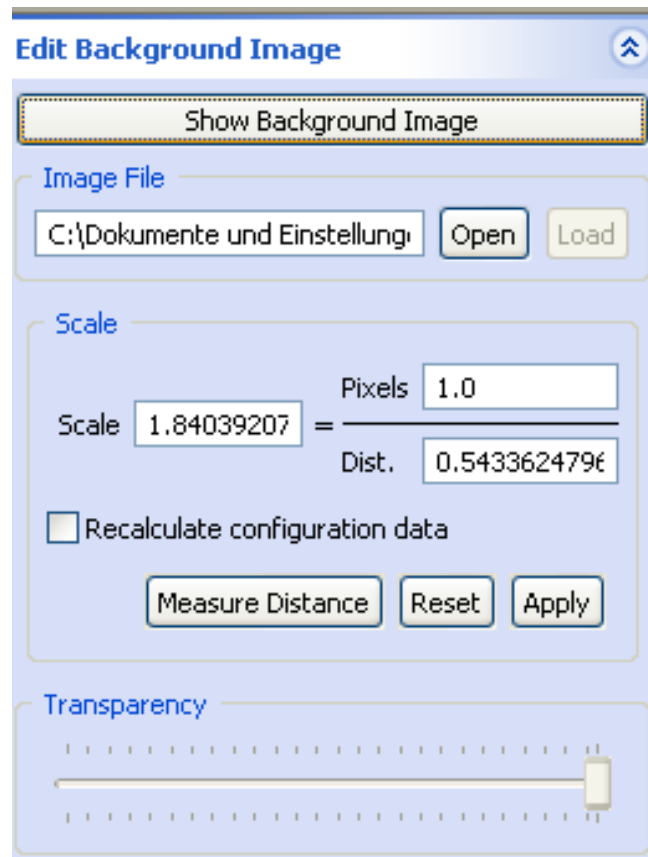 Edit Background Image
Show Background Image
Image File
C:\Dokumente und Einstellung
Open
Load
Scale
Pixels 1.0
Scale 1.84039207 =
Dist. 0.543362479
Recalculate configuration data
Measure Distance
Reset
Apply
Transparency